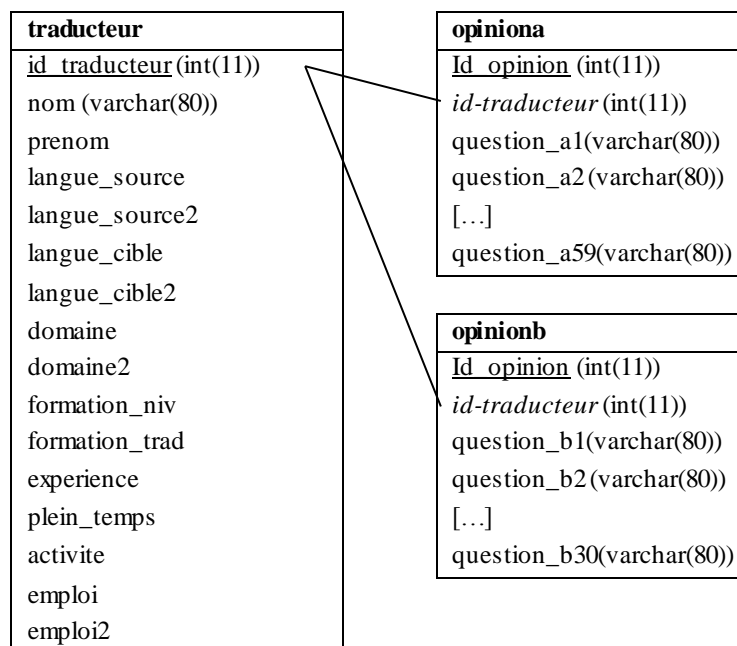 traducteur
id_traducteur (int(11))
nom (varchar(80))
prenom
langue_source
langue_source2
langue_cible
langue_cible2
domaine
domaine2
formation_niv
formation_trad
experience
plein_temps
activite
emploi
emploi2
opiniona
Id_opinion (int(11))
id-traducteur (int(11))
question_a1(varchar(80))
question_a2 (varchar(80))
[…]
question_a59(varchar(80))
opinionb
Id_opinion (int(11))
id-traducteur (int(11))
question_b1(varchar(80))
question_b2 (varchar(80))
[…]
question_b30(varchar(80))